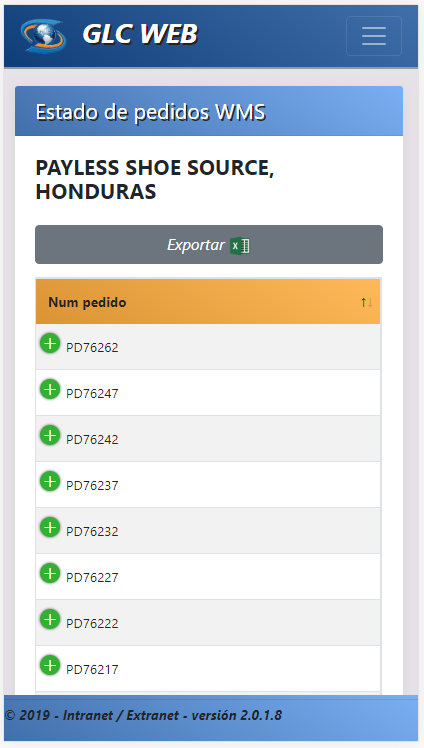 GLC WEB
Estado de pedidos WMS
PAYLESS SHOE SOURCE,
HONDURAS
Exportar
Num pedido
PD76262
PD76247
PD76242
PD76237
PD76232
PD76227
PD76222
PD76217
© 2019 - Intranet / Extranet - versión 2.0.1.8